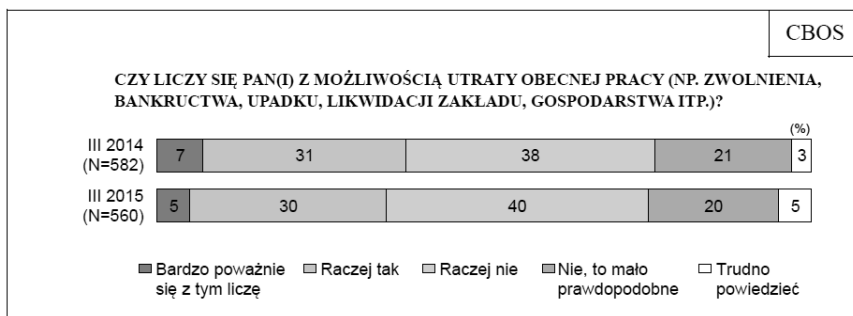 CBOS
CZY LICZY SIĘ PAN(I) Z MOŻLIWOŚCIĄ UTRATY OBECNEJ PRACY (NP. ZWOLNIENIA,
BANKRUCTWA, UPADKU, LIKWIDACJI ZAKŁADU, GOSPODARSTWA ITP.)?
(%)
III 2014
(N=582)
7 31 38 21 3
III 2015
(N=560)
5 30 40 20 5
Bardzo poważnie
się z tym liczę
Raczej tak
Raczej nie
Nie, to mało
prawdopodobne
Trudno
powiedzieć